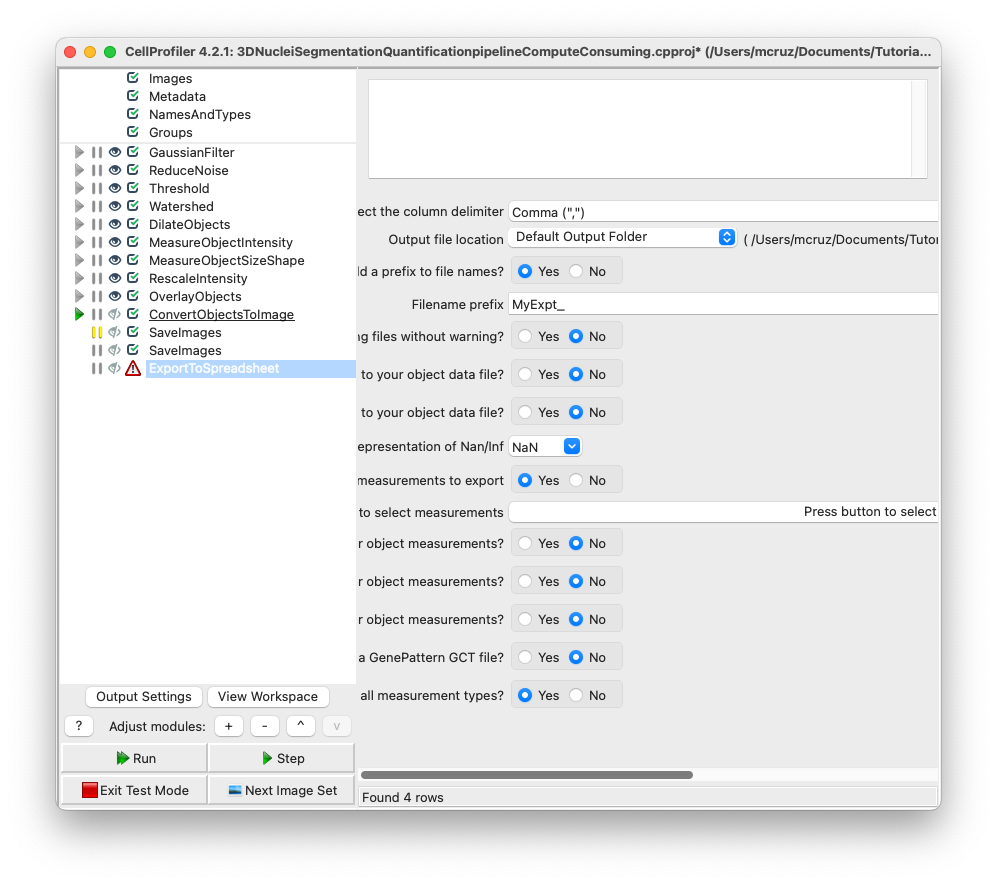 CellProfiler 4.2.1: 3DNucleiSegmentationQuantificationpipelineComputeConsuming.cpproj* (/Users/mcruz/Documents/Tutoria...
Images
Metadata
NamesAndTypes
Groups
GaussianFilter
ReduceNoise
Threshold
Watershed
DilateObjects
MeasureObjectIntensity
MeasureObjectSizeShape
RescaleIntensity
OverlayObjects
ConvertObjectsToImage
SaveImages
SaveImages
ExportToSpreadsheet
Output Settings View Workspace
? Adjust modules: + - ^ v
Run Step
Exit Test Mode Next Image Set
ect the column delimiter Comma (",")
Output file location Default Output Folder ( /Users/mcruz/Documents/Tutor
ld a prefix to file names? Yes No
Filename prefix MyExpt_
ng files without warning? Yes No
to your object data file? Yes No
to your object data file? Yes No
epresentation of Nan/Inf NaN
measurements to export Yes No
to select measurements Press button to select
r object measurements? Yes No
r object measurements? Yes No
r object measurements? Yes No
a GenePattern GCT file? Yes No
all measurement types? Yes No
Found 4 rows